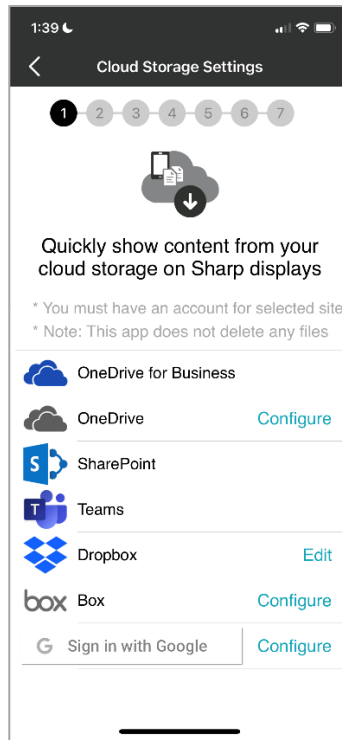 1:39
Cloud Storage Settings
1 2 3 4 5 6 7
Quickly show content from your
cloud storage on Sharp displays
* You must have an account for selected site
* Note: This app does not delete any files
OneDrive for Business
OneDrive Configure
S SharePoint
T Teams
Dropbox Edit
box Box Configure
G Sign in with Google Configure